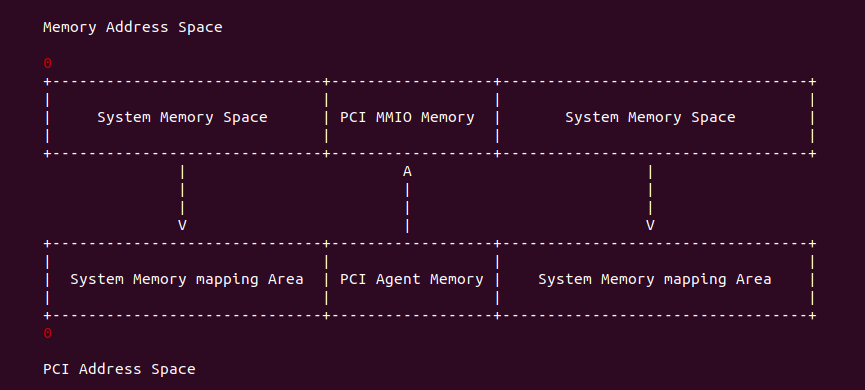 Memory Address Space
0
+------------------------------+------------------+----------------------------------+
|                              |                  |                                  |
|     System Memory Space      | PCI MMIO Memory  |       System Memory Space        |
|                              |                  |                                  |
+------------------------------+------------------+----------------------------------+
               |                        A                          |
               |                        |                          |
               |                        |                          |
               V                        |                          V
+------------------------------+------------------+----------------------------------+
|                              |                  |                                  |
|  System Memory mapping Area  | PCI Agent Memory |    System Memory mapping Area    |
|                              |                  |                                  |
+------------------------------+------------------+----------------------------------+
0
PCI Address Space